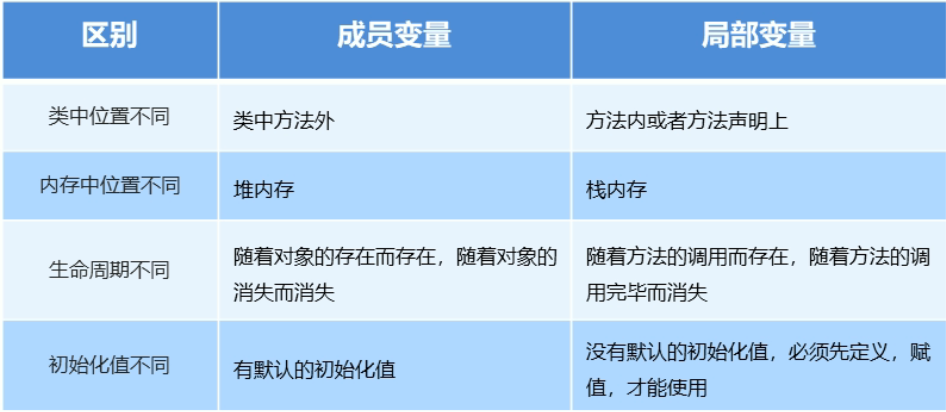 区别
成员变量
局部变量
类中位置不同
类中方法外
方法内或者方法声明上
内存中位置不同
堆内存
栈内存
生命周期不同
随着对象的存在而存在，随着对象的
消失而消失
随着方法的调用而存在，随着方法的调
用完毕而消失
初始化值不同
有默认的初始化值
没有默认的初始化值，必须先定义，赋
值，才能使用